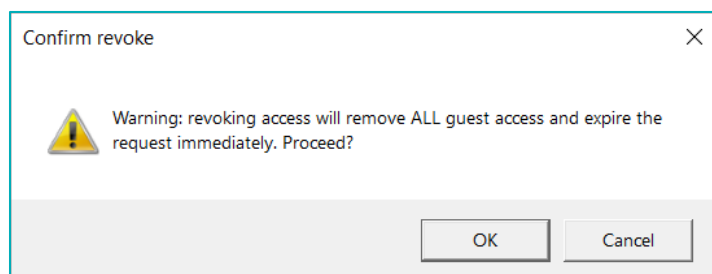 Confirm revoke
Warning: revoking access will remove ALL guest access and expire the
request immediately. Proceed?
OK
Cancel